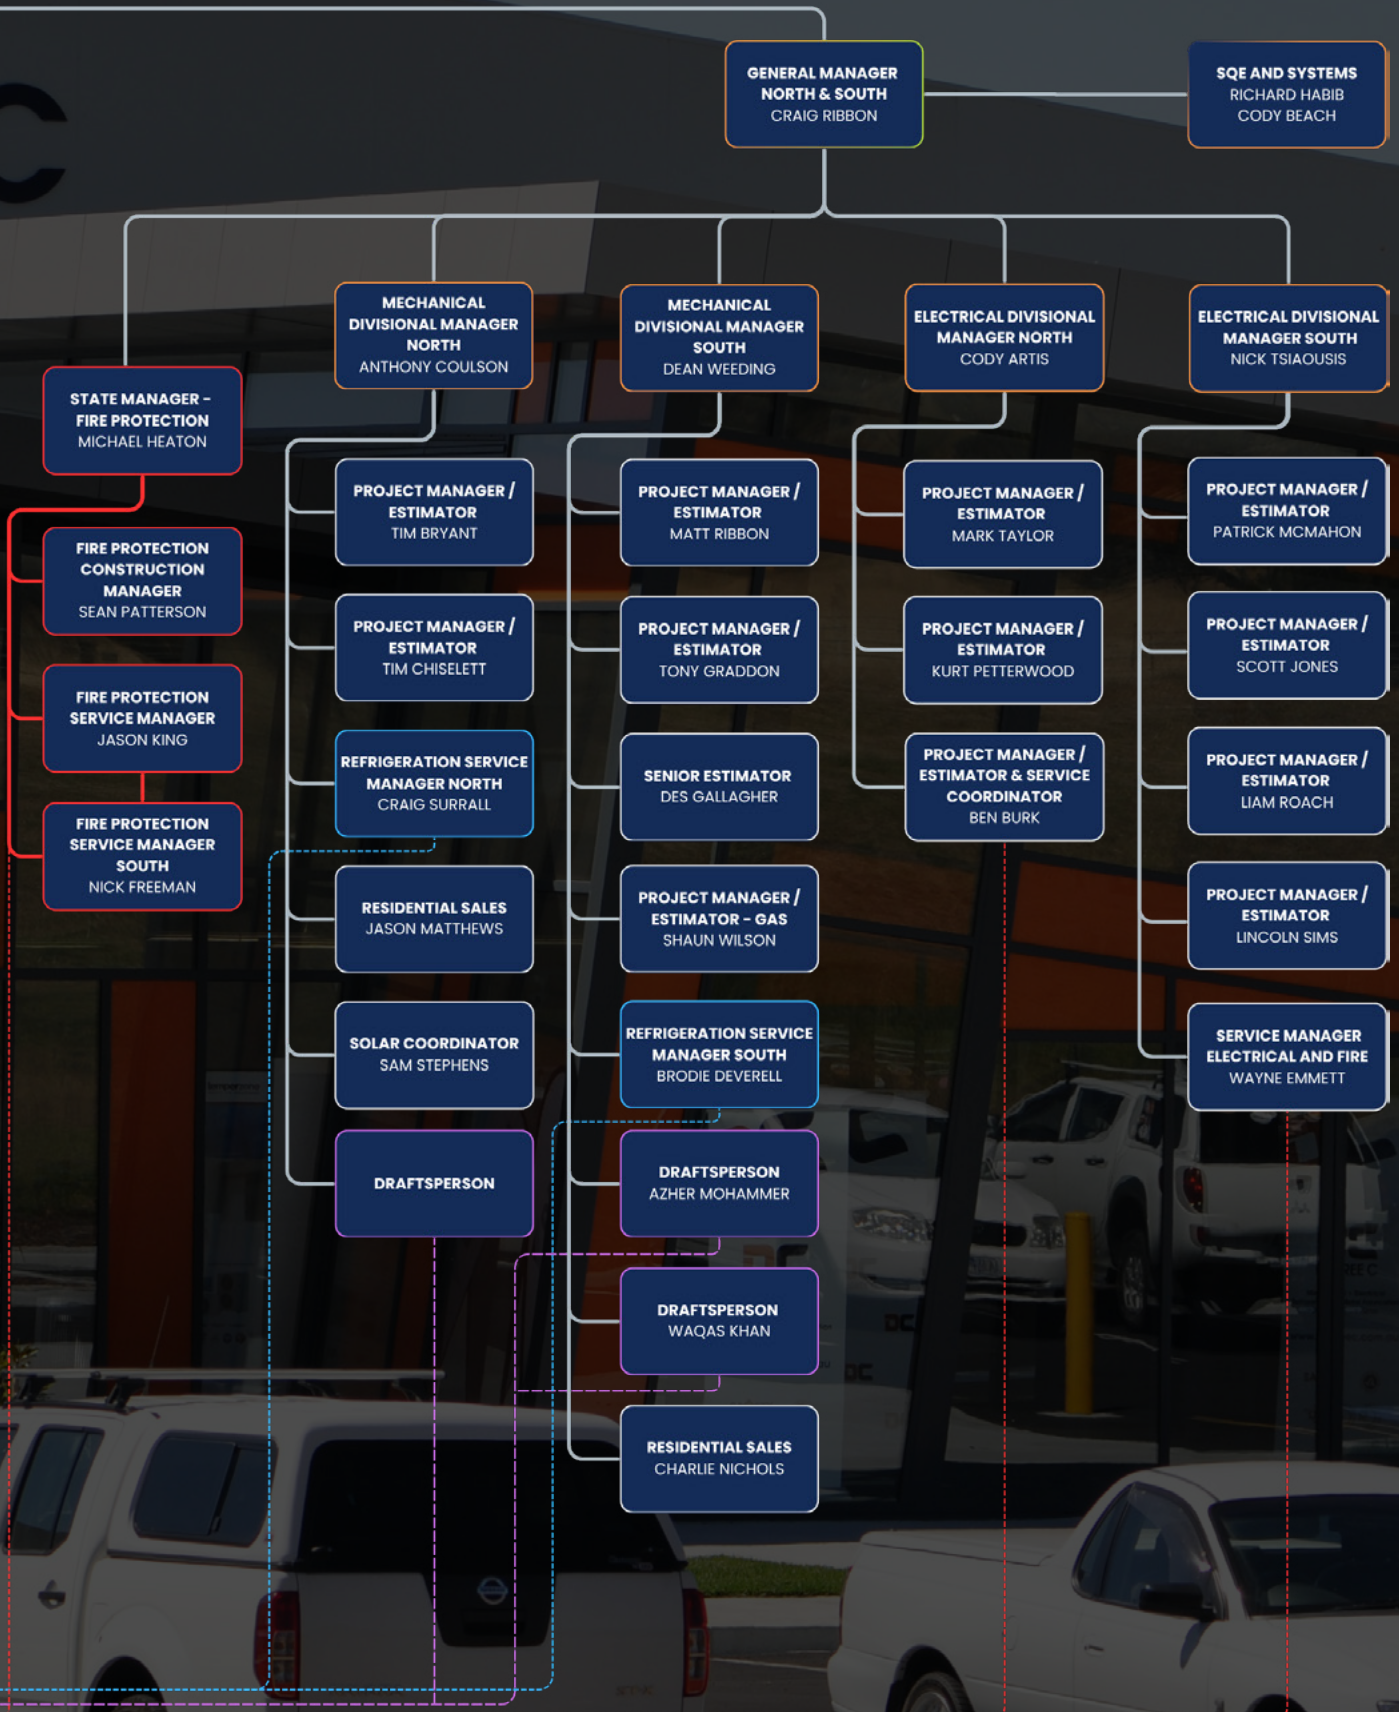 GENERAL MANAGER
NORTH & SOUTH
CRAIG RIBBON
SQE AND SYSTEMS
RICHARD HABIB
CODY BEACH
STATE MANAGER -
FIRE PROTECTION
MICHAEL HEATON
FIRE PROTECTION
CONSTRUCTION
MANAGER
SEAN PATTERSON
FIRE PROTECTION
SERVICE MANAGER
JASON KING
FIRE PROTECTION
SERVICE MANAGER
SOUTH
NICK FREEMAN
MECHANICAL
DIVISIONAL MANAGER
NORTH
ANTHONY COULSON
PROJECT MANAGER /
ESTIMATOR
TIM BRYANT
PROJECT MANAGER /
ESTIMATOR
TIM CHISELETT
REFRIGERATION SERVICE
MANAGER NORTH
CRAIG SURRALL
RESIDENTIAL SALES
JASON MATTHEWS
SOLAR COORDINATOR
SAM STEPHENS
DRAFTSPERSON
MECHANICAL
DIVISIONAL MANAGER
SOUTH
DEAN WEEDING
PROJECT MANAGER /
ESTIMATOR
MATT RIBBON
PROJECT MANAGER /
ESTIMATOR
TONY GRADDON
SENIOR ESTIMATOR
DES GALLAGHER
PROJECT MANAGER /
ESTIMATOR - GAS
SHAUN WILSON
REFRIGERATION SERVICE
MANAGER SOUTH
BRODIE DEVERELL
DRAFTSPERSON
AZHER MOHAMMER
DRAFTSPERSON
WAQAS KHAN
RESIDENTIAL SALES
CHARLIE NICHOLS
ELECTRICAL DIVISIONAL
MANAGER NORTH
CODY ARTIS
PROJECT MANAGER /
ESTIMATOR
MARK TAYLOR
PROJECT MANAGER /
ESTIMATOR
KURT PETTERWOOD
PROJECT MANAGER /
ESTIMATOR & SERVICE
COORDINATOR
BEN BURK
ELECTRICAL DIVISIONAL
MANAGER SOUTH
NICK TSIAOUSIS
PROJECT MANAGER /
ESTIMATOR
PATRICK MCMAHON
PROJECT MANAGER /
ESTIMATOR
SCOTT JONES
PROJECT MANAGER /
ESTIMATOR
LIAM ROACH
PROJECT MANAGER /
ESTIMATOR
LINCOLN SIMS
SERVICE MANAGER
ELECTRICAL AND FIRE
WAYNE EMMETT